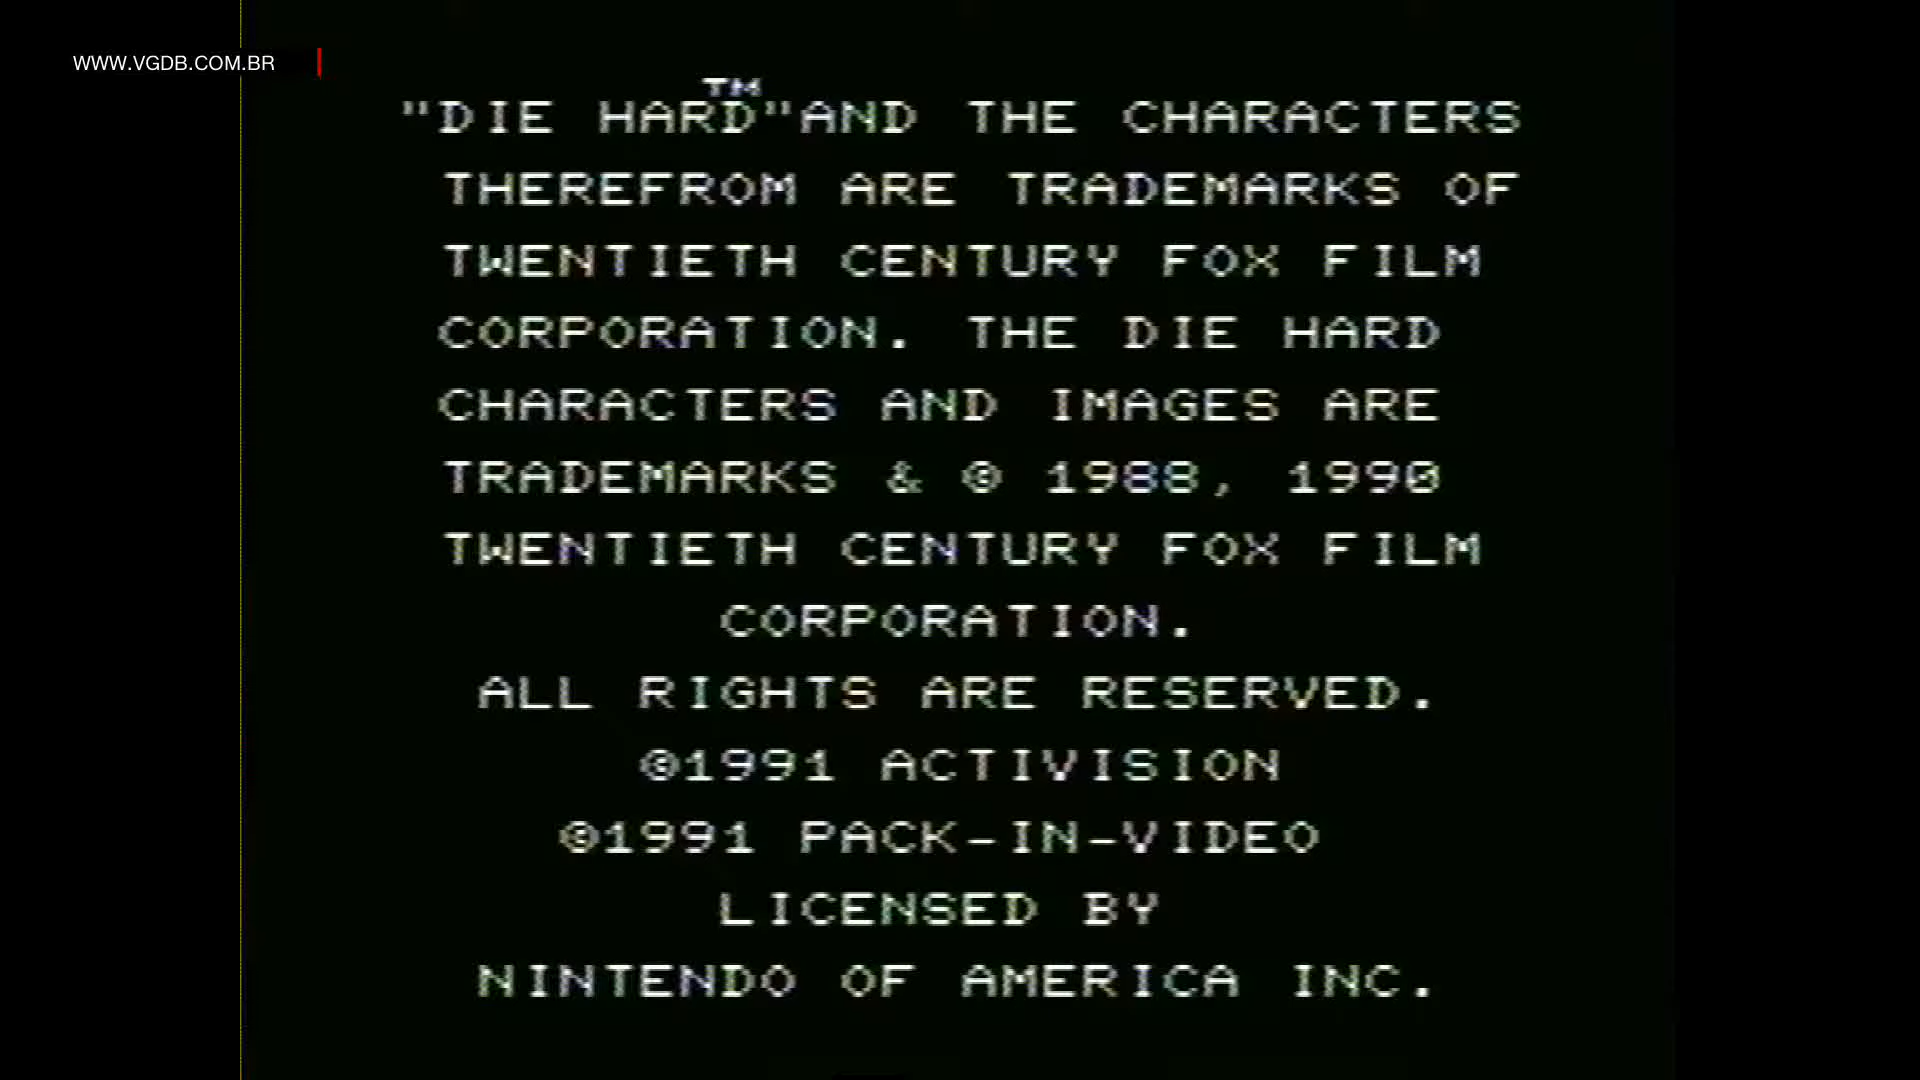 WWW.VGDB.COM.BR
"DIE HARD™"AND THE CHARACTERS
THEREFROM ARE TRADEMARKS OF
TWENTIETH CENTURY FOX FILM
CORPORATION. THE DIE HARD
CHARACTERS AND IMAGES ARE
TRADEMARKS & © 1988, 1990
TWENTIETH CENTURY FOX FILM
CORPORATION.
ALL RIGHTS ARE RESERVED.
©1991 ACTIVISION
©1991 PACK-IN-VIDEO
LICENSED BY
NINTENDO OF AMERICA INC.